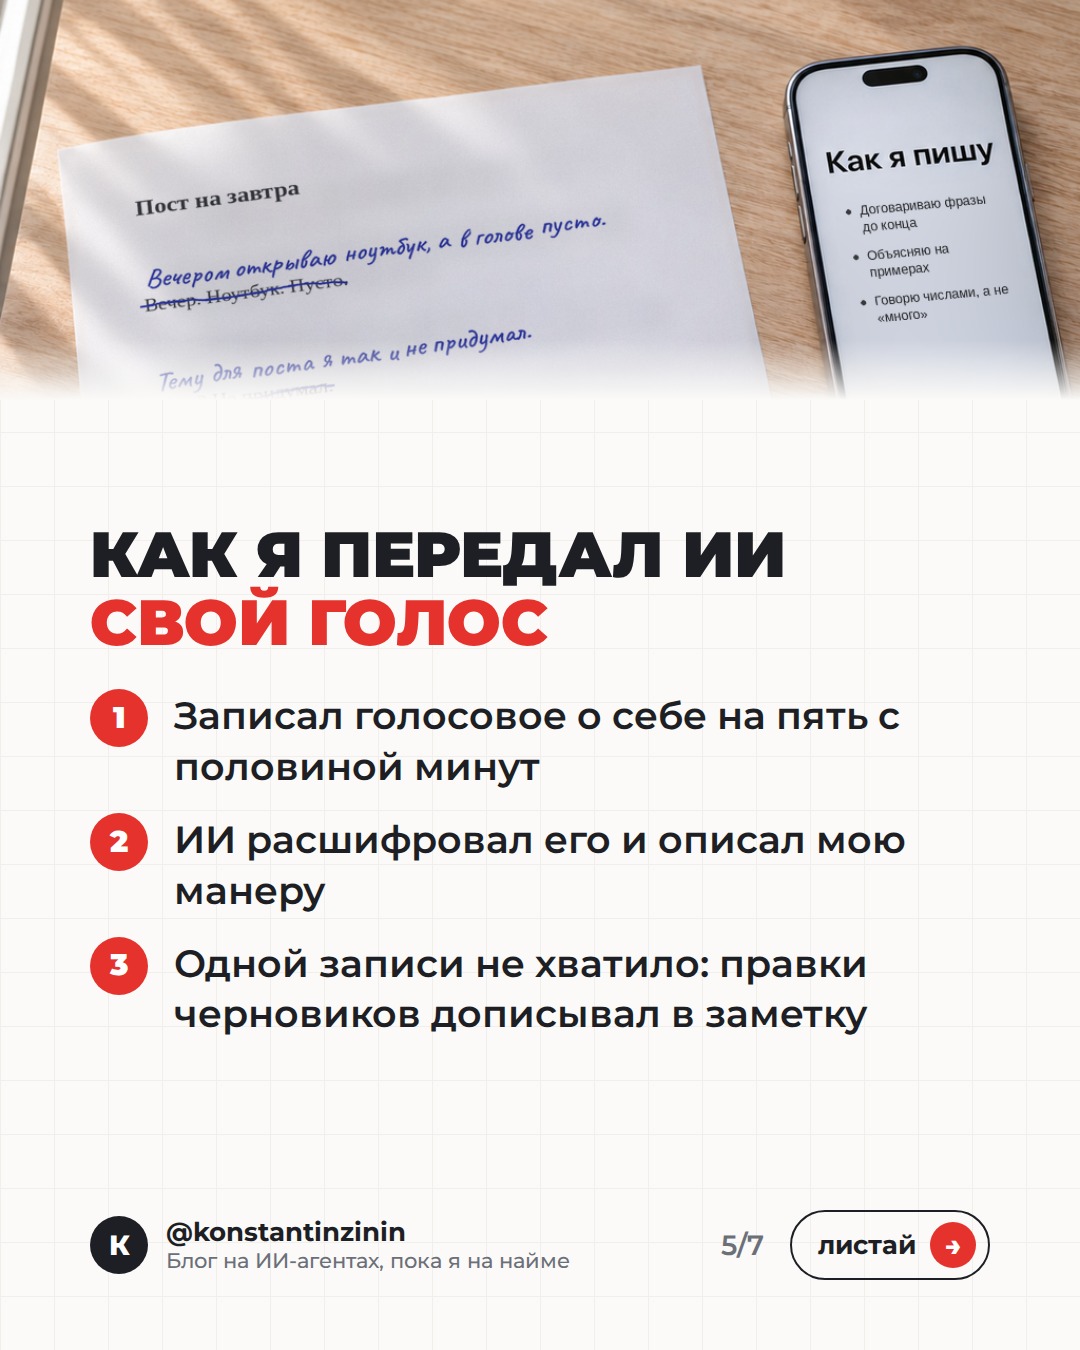 Пост на завтра
Вечером открываю ноутбук, а в голове пусто.
Вечер. Ноутбук. Пусто.
Тему для поста я так и не придумал.
Не придумал.
Как я пишу
• Договариваю фразы
до конца
• Объясняю на
примерах
• Говорю числами, а не
«много»
КАК Я ПЕРЕДАЛ ИИ
СВОЙ ГОЛОС
1 Записал голосовое о себе на пять с
половиной минут
2 ИИ расшифровал его и описал мою
манеру
3 Одной записи не хватило: правки
черновиков дописывал в заметку
К @konstantinzinin
Блог на ИИ-агентах, пока я на найме
5/7 листай